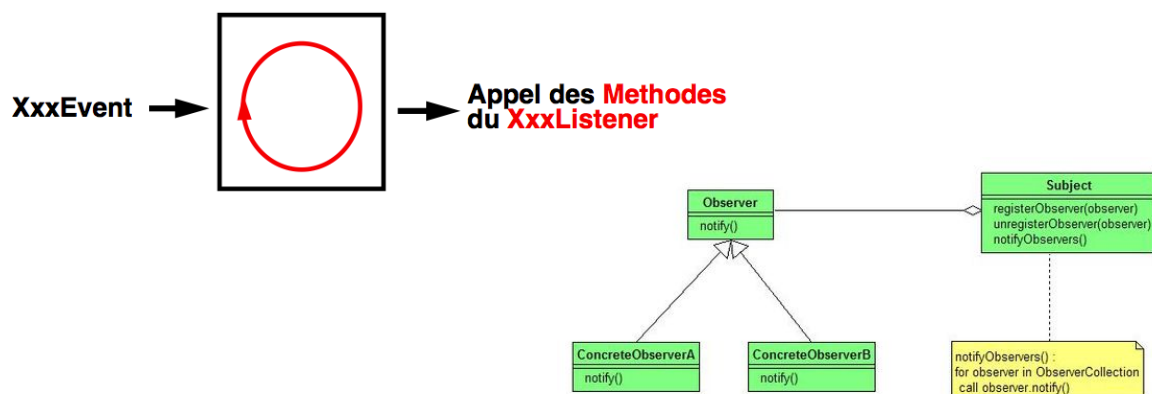 XxxEvent
Appel des Methodes
du XxxListener
Observer
notify()
Subject
registerObserver(observer)
unregisterObserver(observer)
notifyObservers()
ConcreteObserverA
notify()
ConcreteObserverB
notify()
notifyObservers() :
for observer in ObserverCollection
call observer.notify()